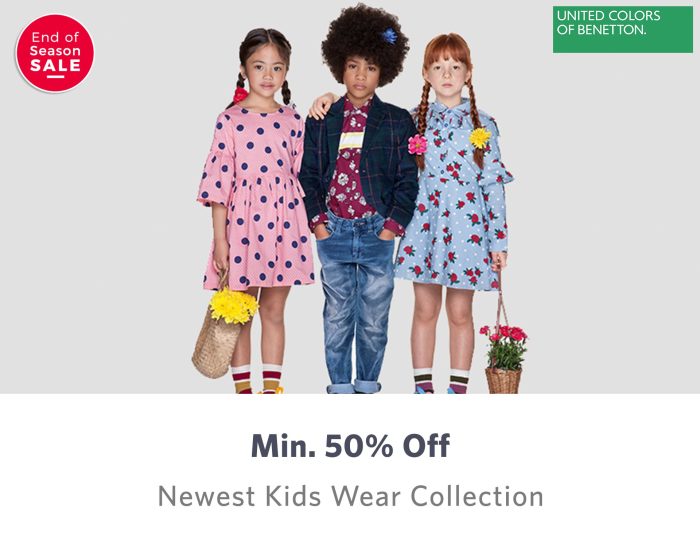 End of
Season
SALE
UNITED COLORS
OF BENETTON.
Min. 50% Off
Newest Kids Wear Collection